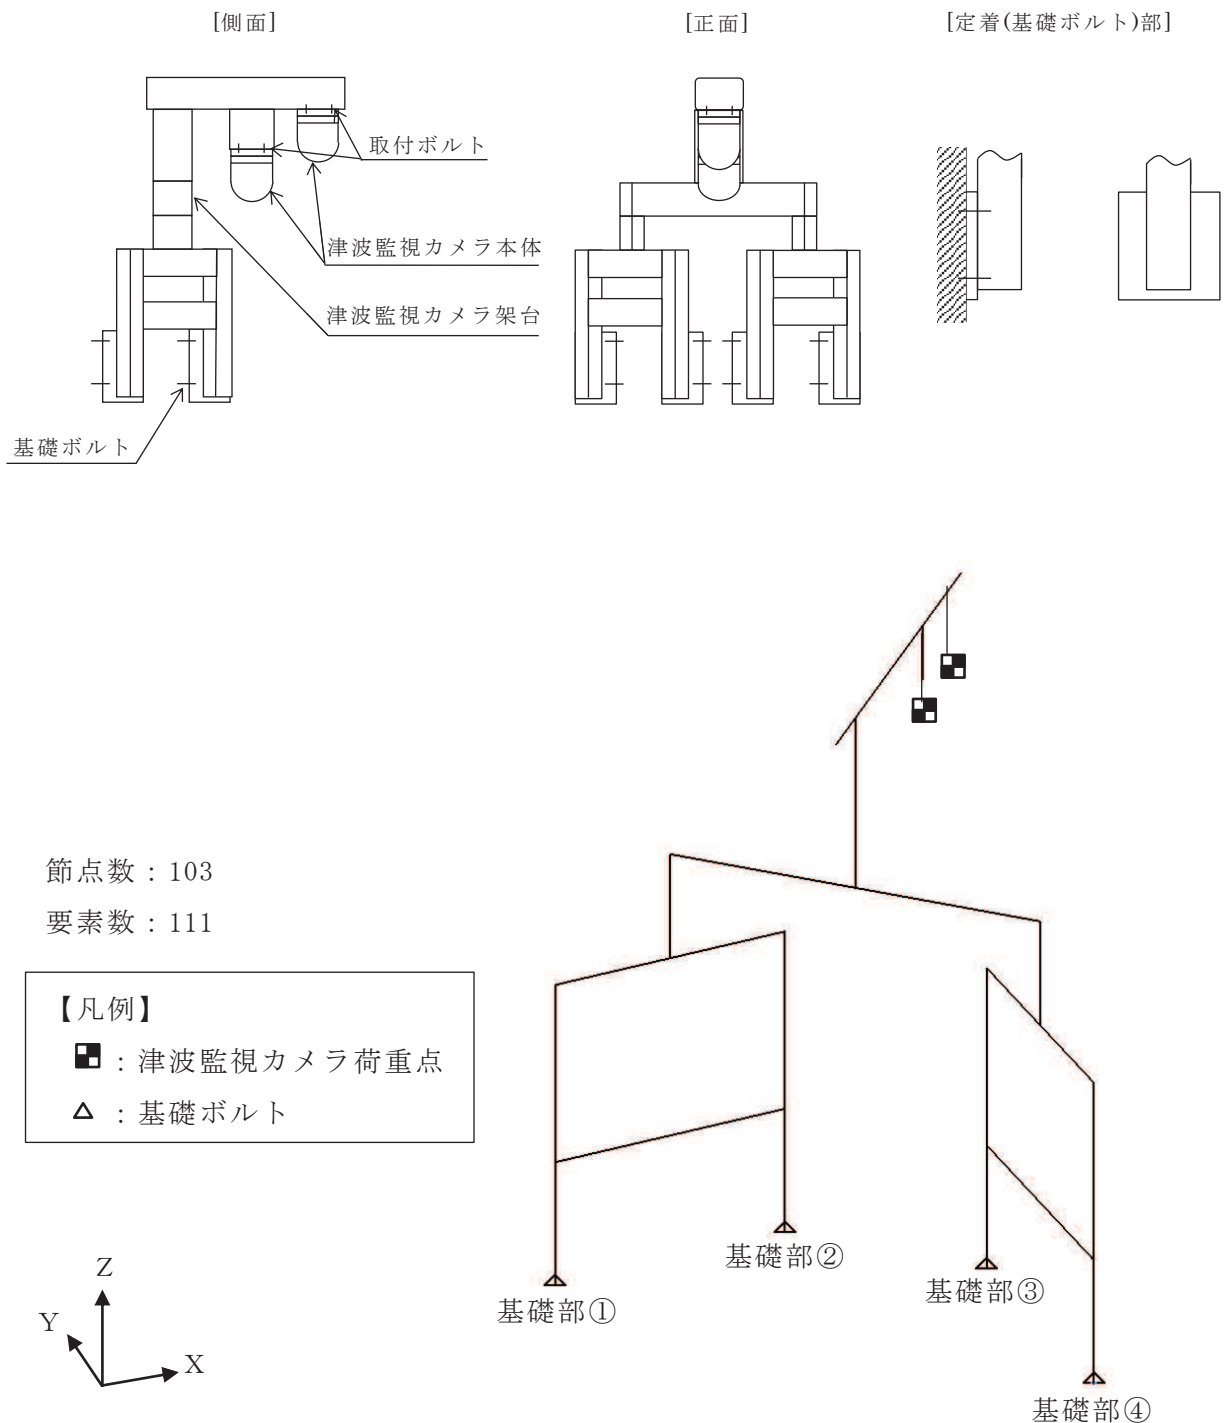 [側面]
[正面]
[定着(基礎ボルト)部]
取付ボルト
津波監視カメラ本体
津波監視カメラ架台
基礎ボルト
節点数：103
要素数：111
【凡例】
：津波監視カメラ荷重点
：基礎ボルト
基礎部②
基礎部①
基礎部③
基礎部④
Z
Y
X